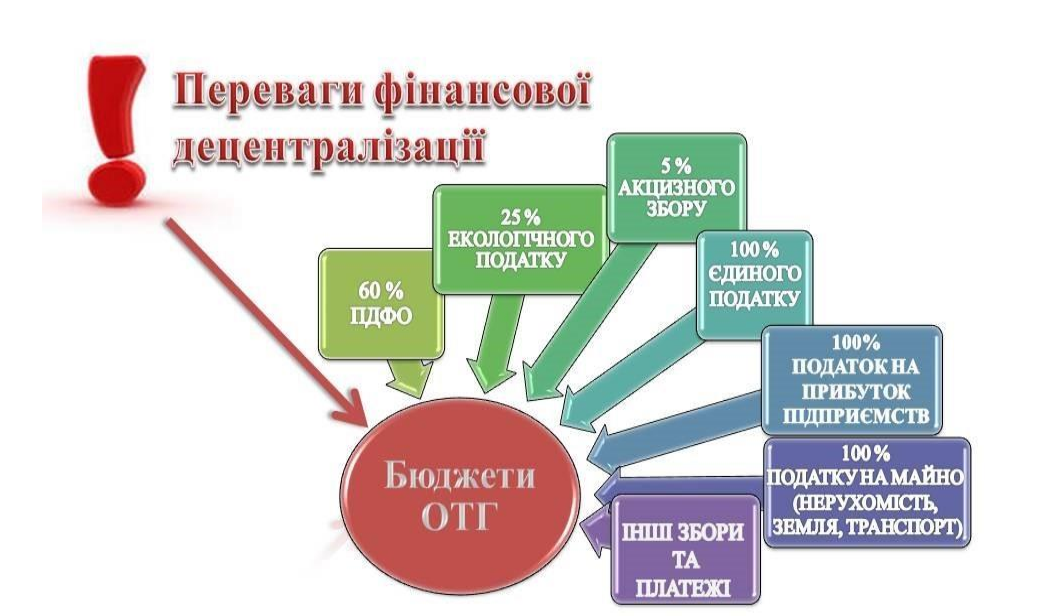 Переваги фінансової
децентралізації
5 %
АКЦИЗНОГО
ЗБОРУ
25 %
ЕКОЛОГІЧНОГО
ПОДАТКУ
100 %
ЄДИНОГО
ПОДАТКУ
60 %
ПДФО
100%
ПОДАТОК НА
ПРИБУТОК
ПІДПРИЄМСТВ
100 %
ПОДАТКУ НА МАЙНО
(НЕРУХОМІСТЬ,
ЗЕМЛЯ, ТРАНСПОРТ)
Бюджети
ОТГ
ІНШІ ЗБОРИ
ТА
ПЛАТЕЖІ